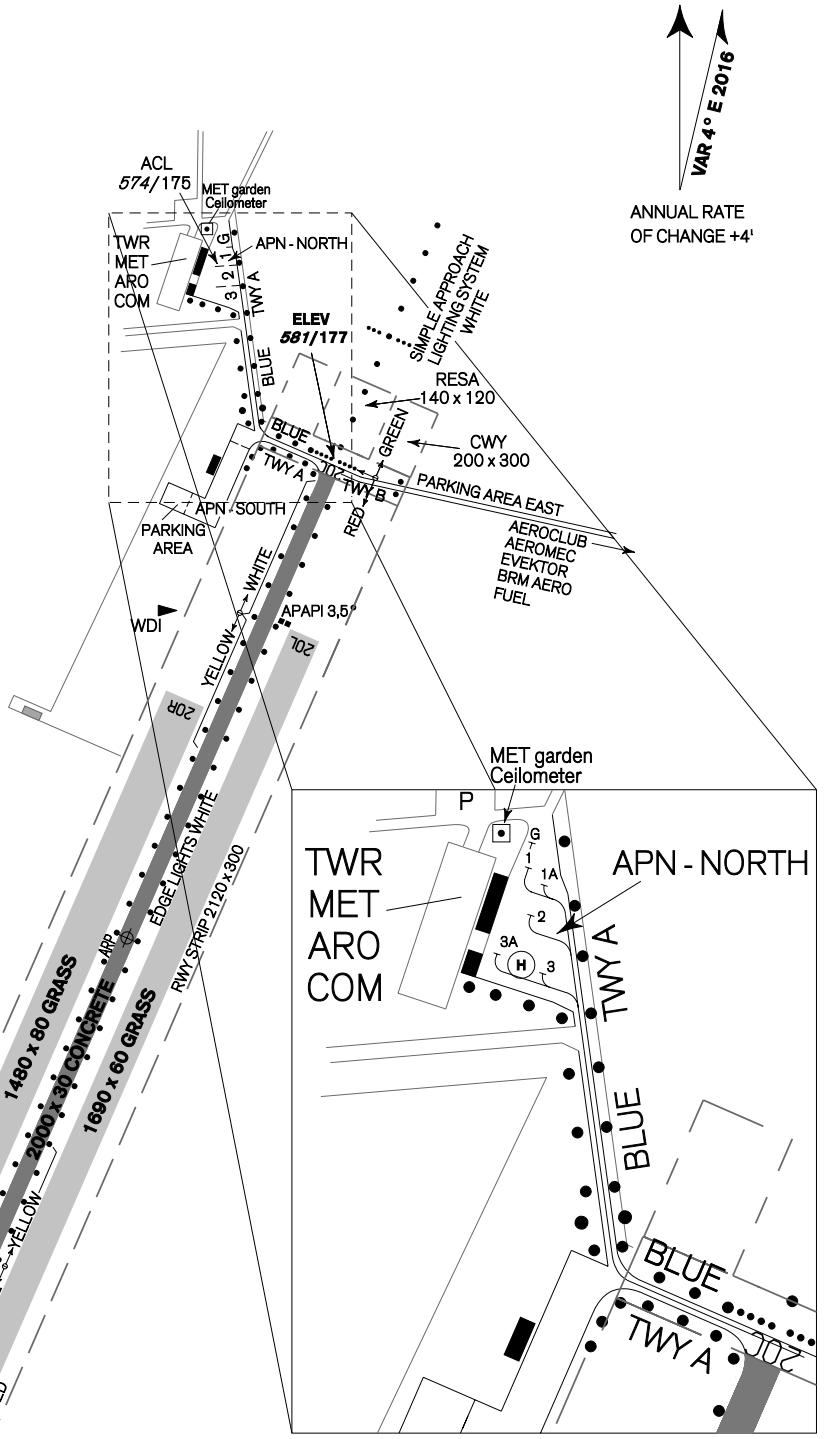 VAR 4° E 2016
ANNUAL RATE
OF CHANGE +4'
ACL
574/175
MET garden
Ceilometer
TWR
MET
ARO
COM
G
1
2
3
APN - NORTH
TWY A
BLUE
ELEV
581/177
SIMPLE APPROACH
LIGHTING SYSTEM
WHITE
RESA
140 x 120
GREEN
CWY
200 x 300
BLUE
TWY A
20C
TWY B
RED
PARKING AREA EAST
AEROCLUB
AEROMEC
EVEKTOR
BRM AERO
FUEL
APN - SOUTH
PARKING
AREA
WHITE
YELLOW
WDI
APAPI 3,5°
20L
20R
EDGE LIGHTS WHITE
RWY STRIP 2120 x 300
ARP
1480 x 80 GRASS
2000 x 30 CONCRETE
1690 x 60 GRASS
YELLOW
MET garden
Ceilometer
P
TWR
MET
ARO
COM
G
1
1A
2
3A
H
3
APN - NORTH
TWY A
BLUE
BLUE
TWY A
20C